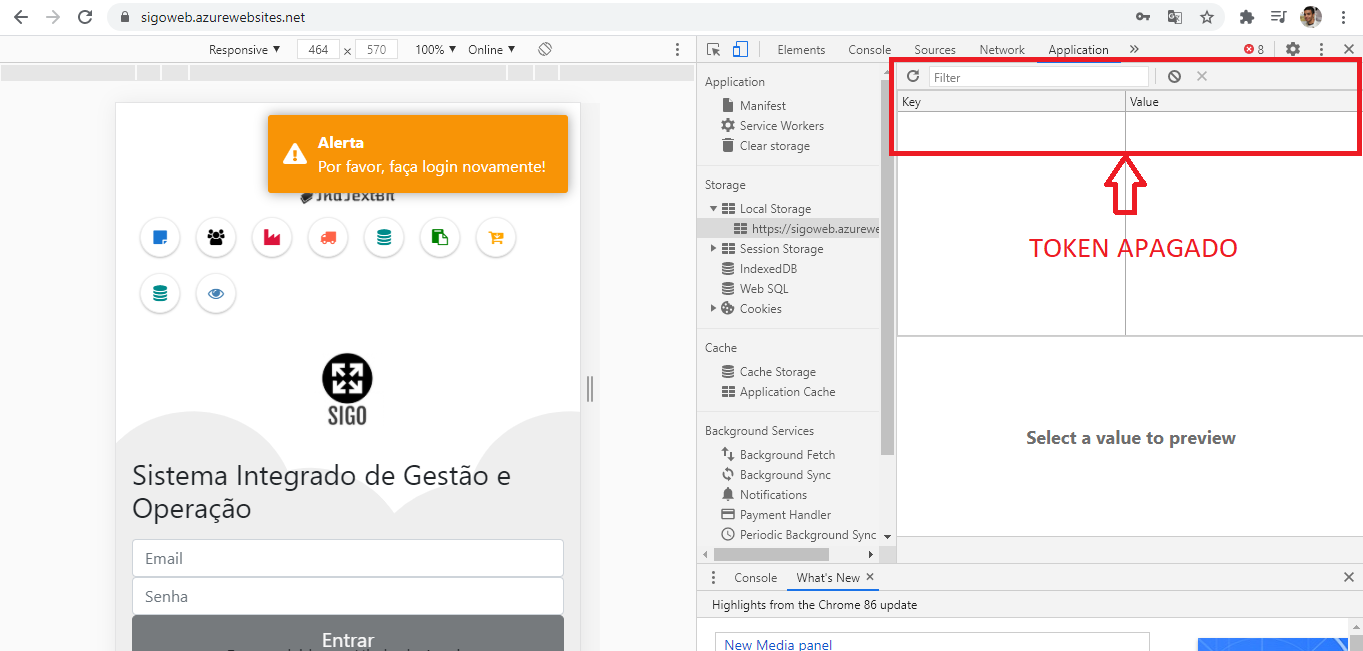 sigoweb.azurewebsites.net
Responsive 464 x 570 100% Online
Elements Console Sources Network Application 8
Alerta
Por favor, faça login novamente!
SIGO
Sistema Integrado de Gestão e
Operação
Email
Senha
Entrar
Application
Manifest
Service Workers
Clear storage
Storage
Local Storage
https://sigoweb.azurewe
Session Storage
IndexedDB
Web SQL
Cookies
Cache
Cache Storage
Application Cache
Background Services
Background Fetch
Background Sync
Notifications
Payment Handler
Periodic Background Sync
Filter
Key Value
TOKEN APAGADO
Select a value to preview
Console What's New
Highlights from the Chrome 86 update
New Media panel